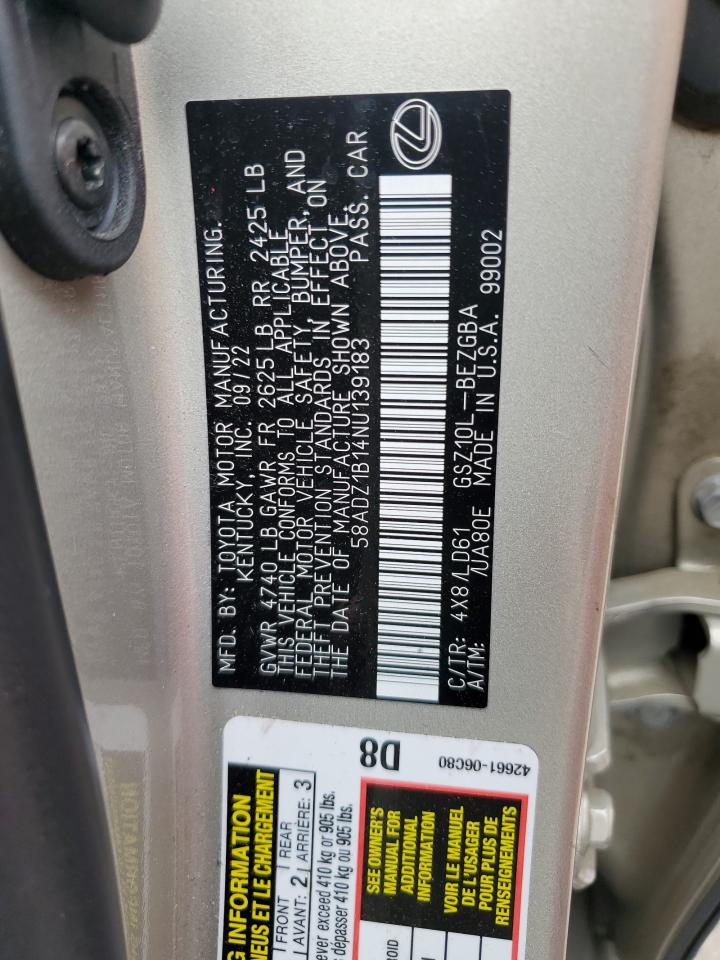 MFD. BY: TOYOTA MOTOR MANUFACTURING,
KENTUCKY, INC. 09/22
GVWR 4740 LB GAWR FR 2625 LB RR 2425 LB
THIS VEHICLE CONFORMS TO ALL APPLICABLE
FEDERAL MOTOR VEHICLE SAFETY, BUMPER, AND
THEFT PREVENTION STANDARDS IN EFFECT ON
THE DATE OF MANUFACTURE SHOWN ABOVE.
58ADZ1B14NU139183 PASS. CAR
C/TR: 4X8/LD61 GSZ10L-BEZGBA
A/TM: /UA80E MADE IN U.S.A. 99002
G INFORMATION
NEUS ET LE CHARGEMENT
FRONT
AVANT: 2
REAR
ARRIÈRE: 3
ever exceed 410 kg or 905 lbs.
dépasser 410 kg ou 905 lbs.
D8
42661-06C80
SEE OWNER'S
MANUAL FOR
ADDITIONAL
INFORMATION
VOIR LE MANUEL
DE L'USAGER
POUR PLUS DE
RENSEIGNEMENTS